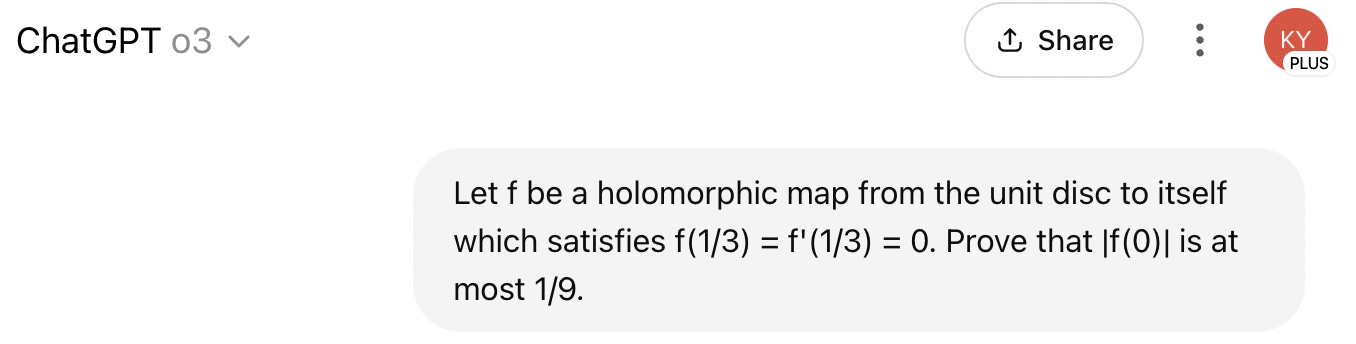 ChatGPT o3
Share
KY
PLUS
Let f be a holomorphic map from the unit disc to itself
which satisfies f(1/3) = f'(1/3) = 0. Prove that |f(0)| is at
most 1/9.